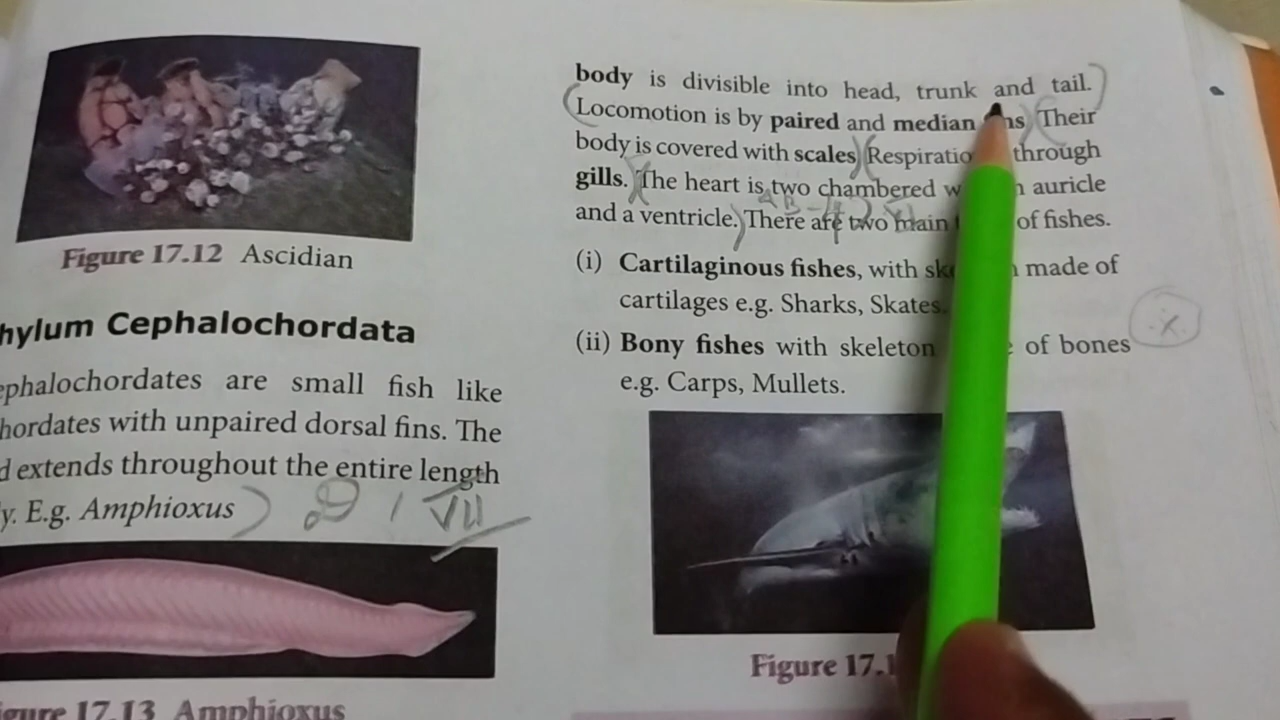 Figure 17.12 Ascidian
hylum Cephalochordata
ephalochordates are small fish like
hordates with unpaired dorsal fins. The
d extends throughout the entire length
y. E.g. Amphioxus
VII
gure 17.13 Amphioxus
body is divisible into head, trunk and tail.
Locomotion is by paired and median ns Their
body is covered with scales Respiratio through
gills. The heart is two chambered w n auricle
and a ventricle. There are two main of fishes.
(i) Cartilaginous fishes, with sk made of
cartilages e.g. Sharks, Skates.
(ii) Bony fishes with skeleton of bones
e.g. Carps, Mullets.
Figure 17.1